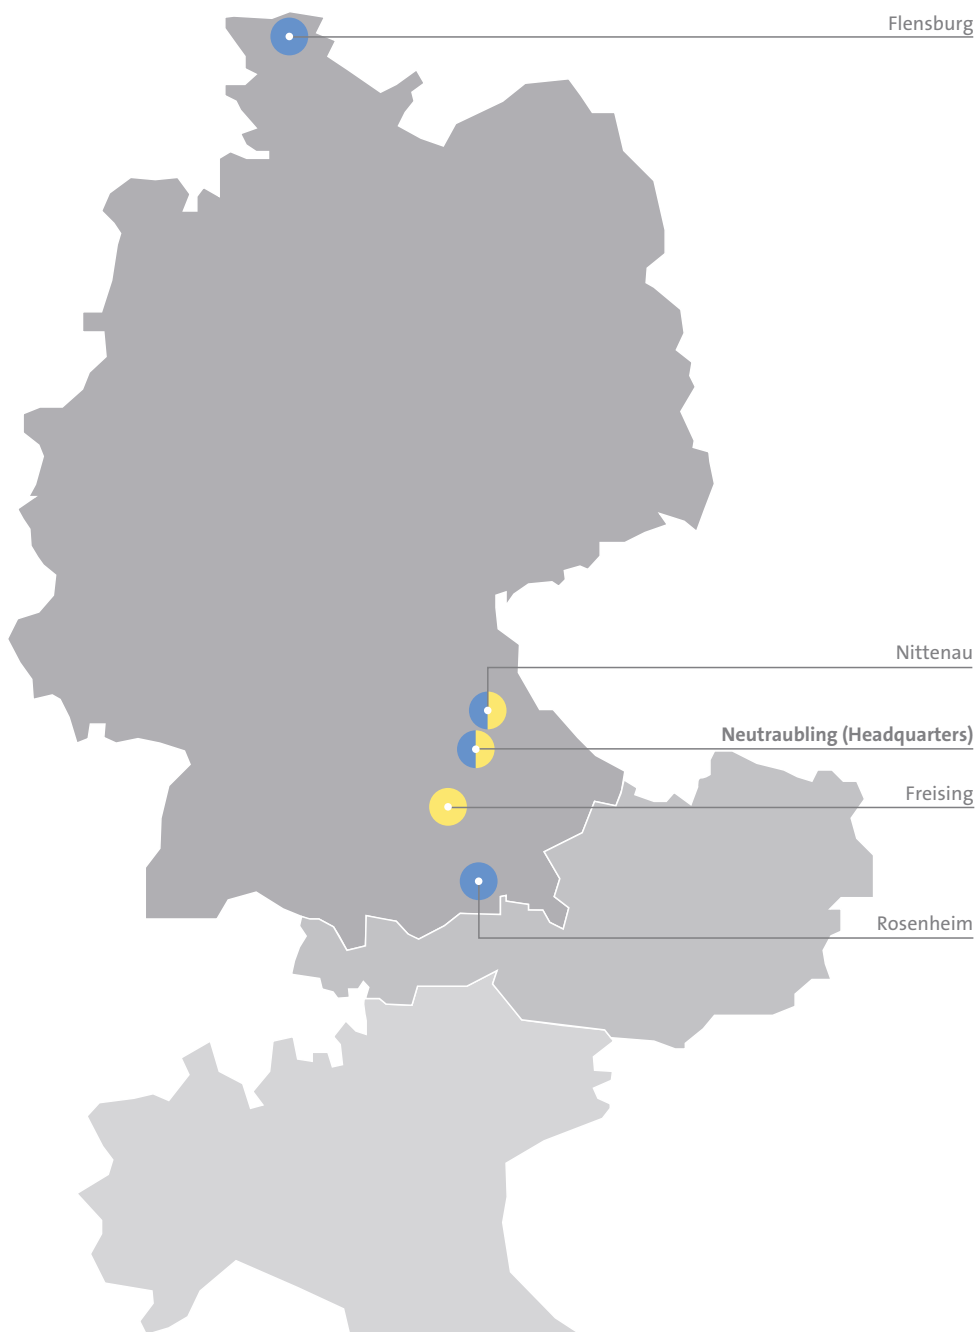 Flensburg
Nittenau
Neutraubling (Headquarters)
Freising
Rosenheim